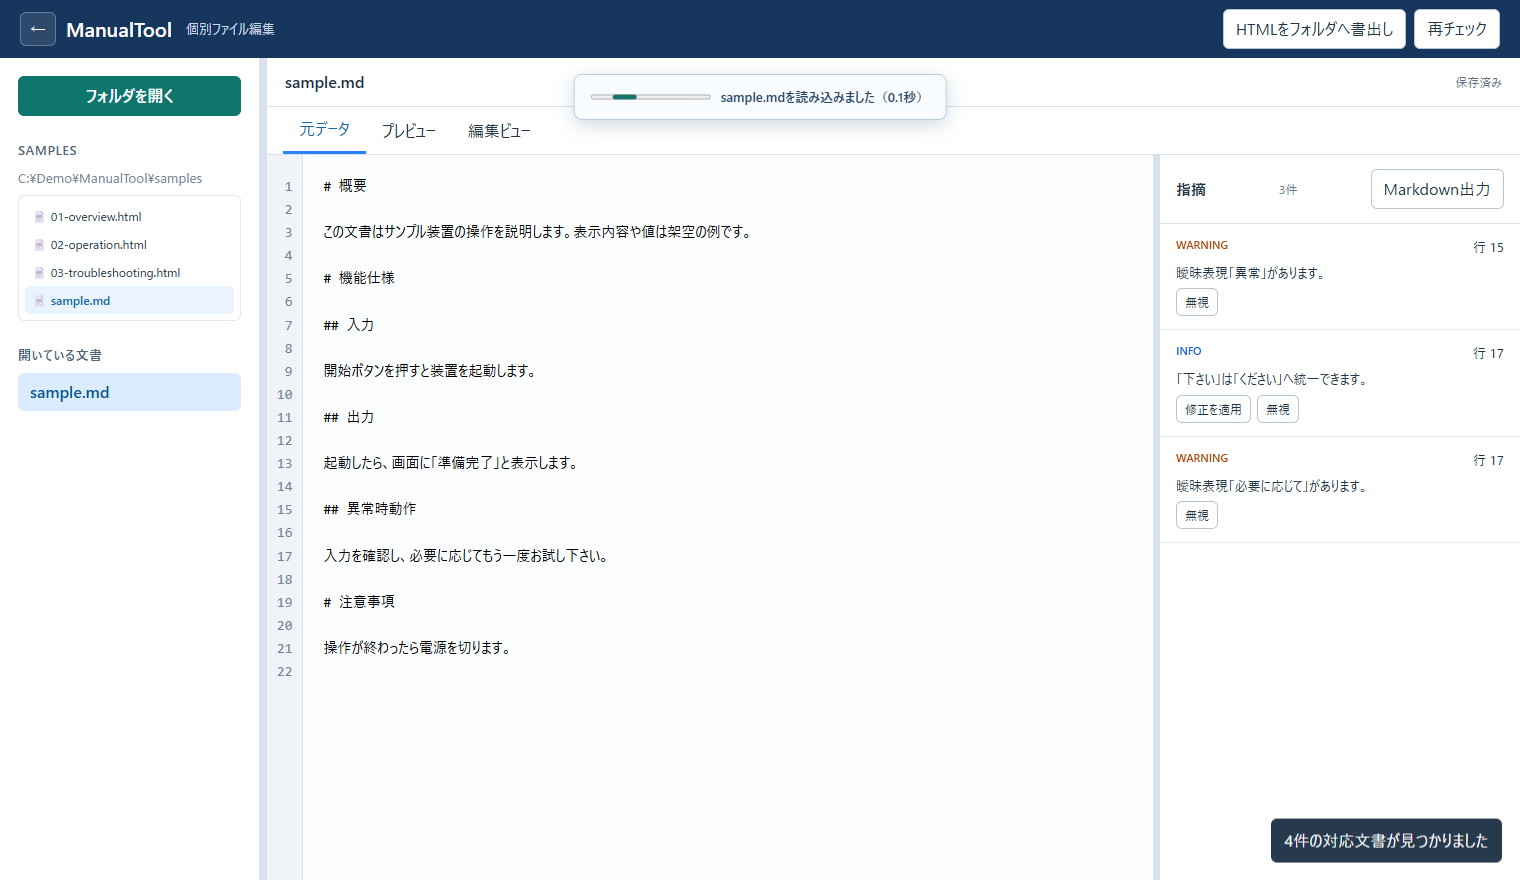 ←
ManualTool
個別ファイル編集
HTMLをフォルダへ書出し
再チェック
フォルダを開く
SAMPLES
C:¥Demo¥ManualTool¥samples
01-overview.html
02-operation.html
03-troubleshooting.html
sample.md
開いている文書
sample.md
sample.md
sample.mdを読み込みました（0.1秒）
保存済み
元データ
プレビュー
編集ビュー
1 # 概要
2
3 この文書はサンプル装置の操作を説明します。表示内容や値は架空の例です。
4
5 # 機能仕様
6
7 ## 入力
8
9 開始ボタンを押すと装置を起動します。
10
11 ## 出力
12
13 起動したら、画面に「準備完了」と表示します。
14
15 ## 異常時動作
16
17 入力を確認し、必要に応じてもう一度お試し下さい。
18
19 # 注意事項
20
21 操作が終わったら電源を切ります。
22
指摘
3件
Markdown出力
WARNING
行 15
曖昧表現「異常」があります。
無視
INFO
行 17
「下さい」は「ください」へ統一できます。
修正を適用
無視
WARNING
行 17
曖昧表現「必要に応じて」があります。
無視
4件の対応文書が見つかりました